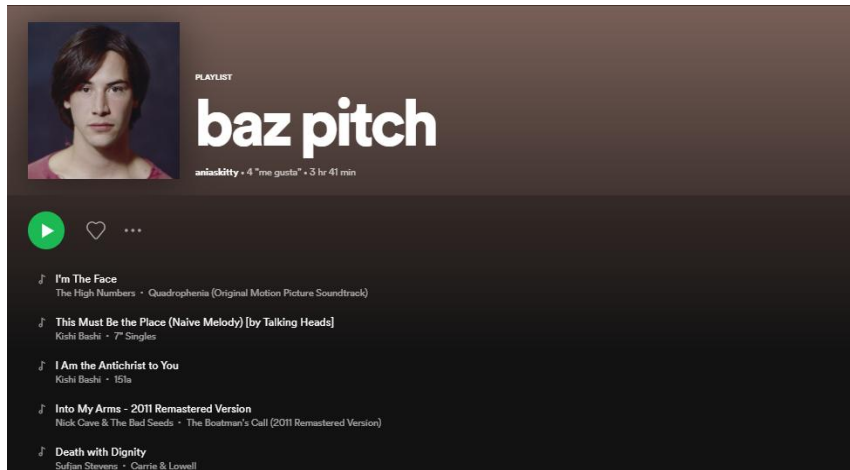 PLAYLIST
baz pitch
aniaskitty • 4 "me gusta" • 3 hr 41 min
I'm The Face
The High Numbers • Quadrophenia (Original Motion Picture Soundtrack)
This Must Be the Place (Naive Melody) [by Talking Heads]
Kishi Bashi • 7" Singles
I Am the Antichrist to You
Kishi Bashi • 151a
Into My Arms - 2011 Remastered Version
Nick Cave & The Bad Seeds • The Boatman's Call (2011 Remastered Version)
Death with Dignity
Sufjan Stevens • Carrie & Lowell